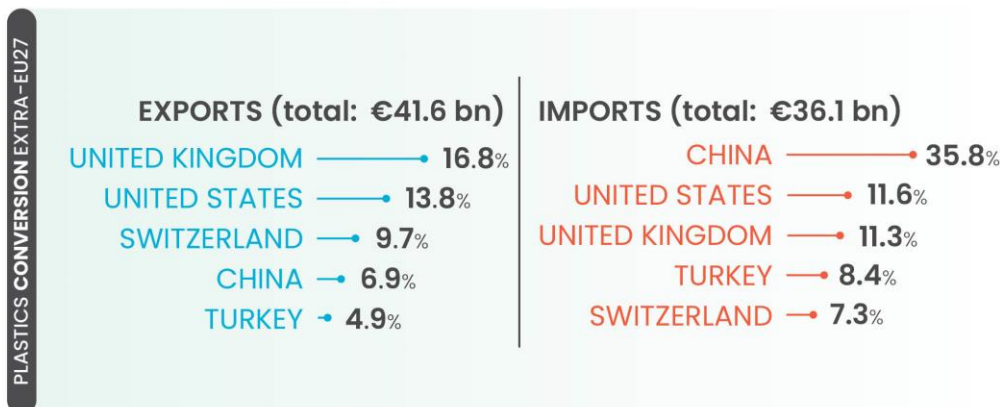 PLASTICS CONVERSION EXTRA-EU27
EXPORTS (total: €41.6 bn)
UNITED KINGDOM 16.8%
UNITED STATES 13.8%
SWITZERLAND 9.7%
CHINA 6.9%
TURKEY 4.9%
IMPORTS (total: €36.1 bn)
CHINA 35.8%
UNITED STATES 11.6%
UNITED KINGDOM 11.3%
TURKEY 8.4%
SWITZERLAND 7.3%